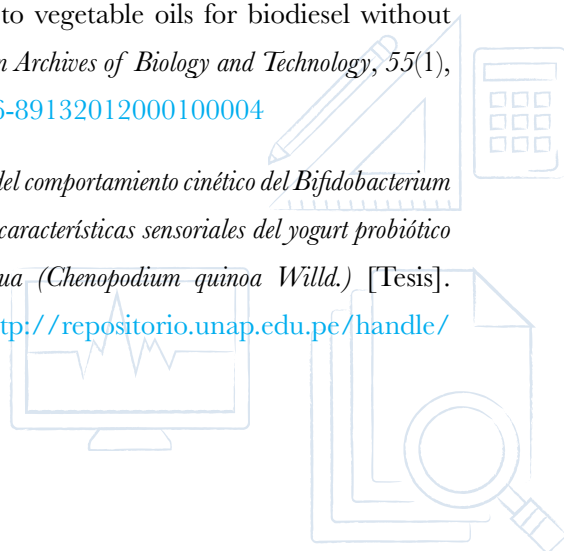 to vegetable oils for biodiesel without
n Archives of Biology and Technology, 55(1),
6-89132012000100004
del comportamiento cinético del Bifidobacterium
características sensoriales del yogurt probiótico
ua (Chenopodium quinoa Willd.) [Tesis].
tp://repositorio.unap.edu.pe/handle/